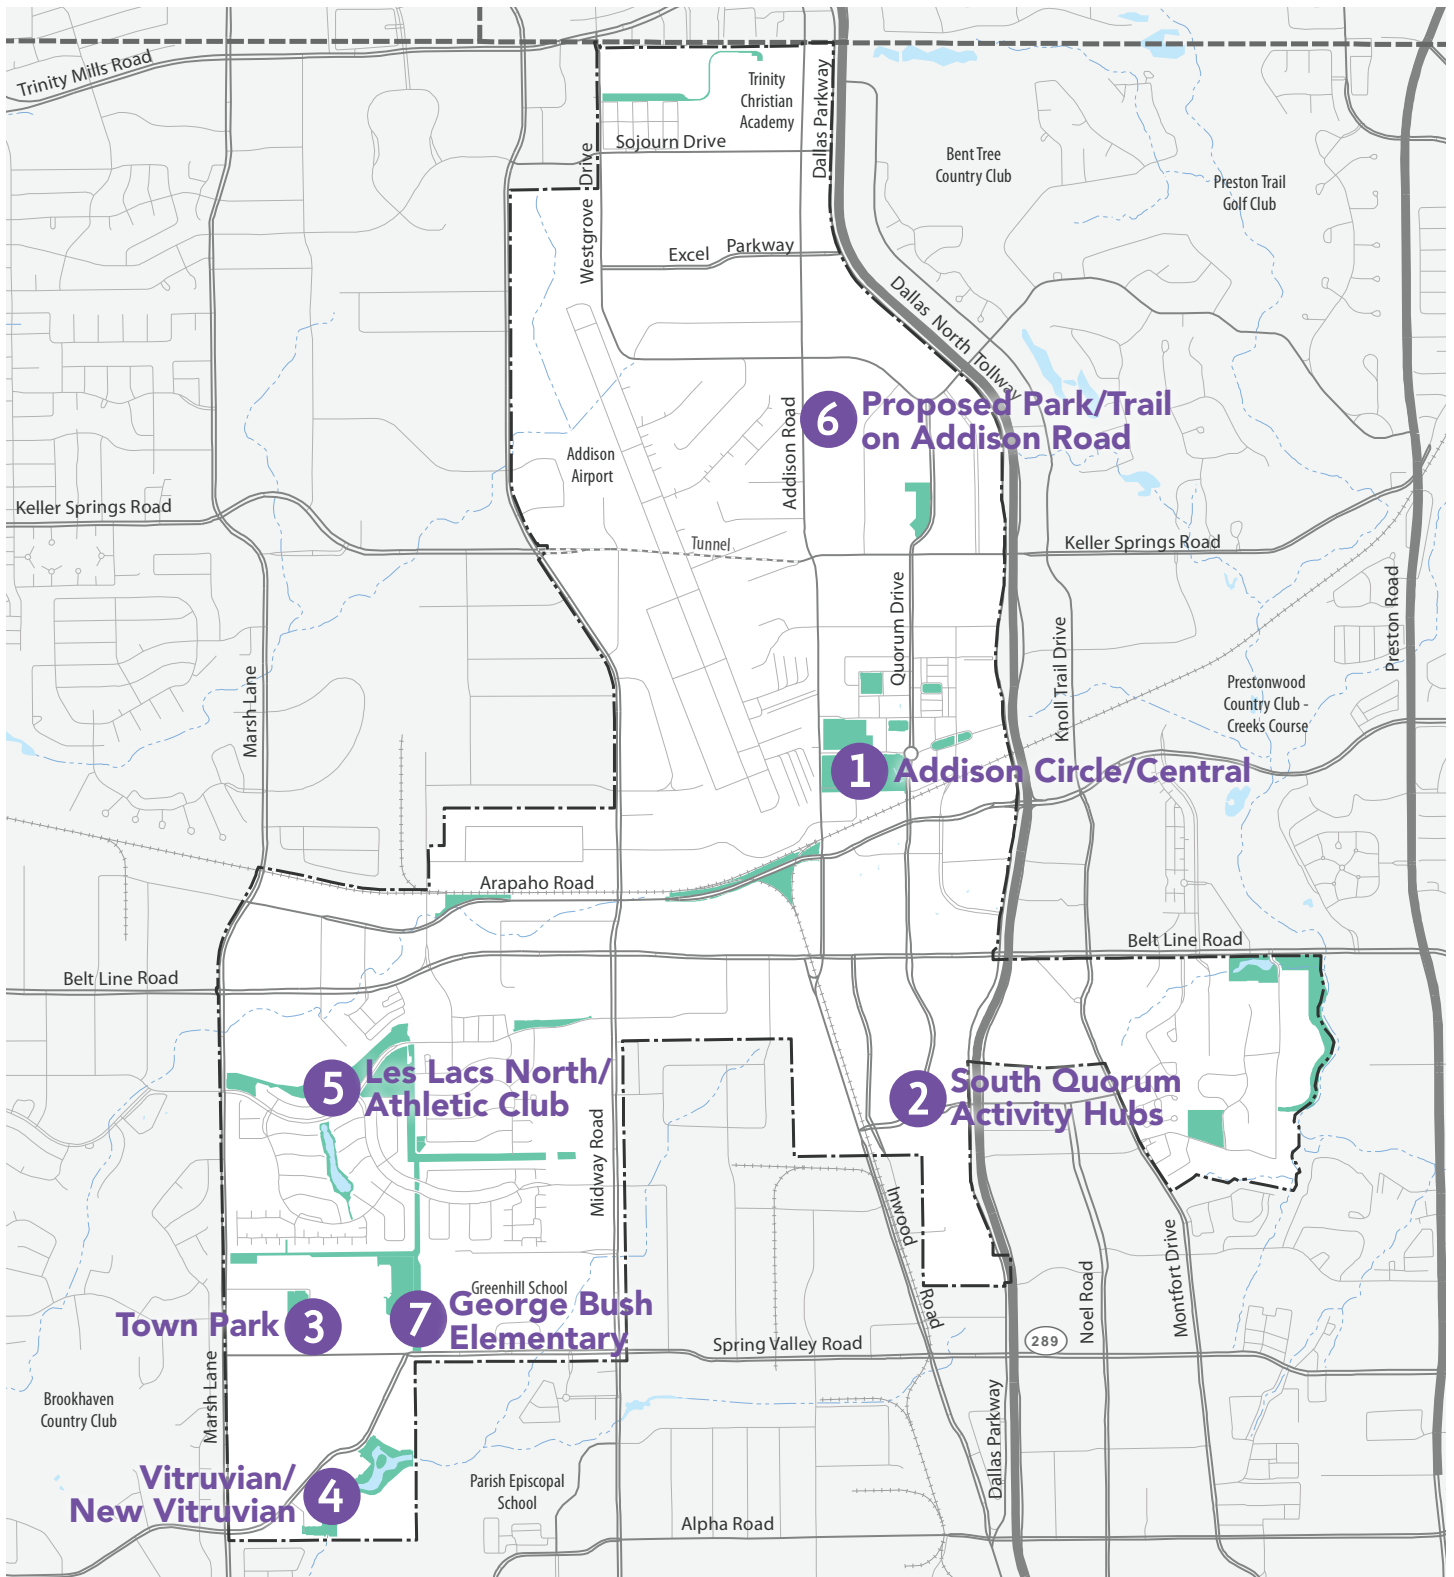 Trinity Mills Road
Trinity
Christian
Academy
Dallas Parkway
Sojourn Drive
Bent Tree
Country Club
Preston Trail
Golf Club
Westgrove Drive
Excel Parkway
Dallas North Tollway
6 Proposed Park/Trail
on Addison Road
Addison Road
Addison
Airport
Keller Springs Road
Tunnel
Keller Springs Road
Quorum Drive
Preston Road
Knoll Trail Drive
Marsh Lane
Prestonwood
Country Club -
Creeks Course
1 Addison Circle/Central
Arapaho Road
Belt Line Road
Belt Line Road
5 Les Lacs North/
Athletic Club
2 South Quorum
Activity Hubs
Midway Road
Inwood Road
Montfort Drive
Noel Road
Greenhill School
Town Park 3
7 George Bush
Elementary
Spring Valley Road
289
Marsh Lane
Brookhaven
Country Club
Dallas Parkway
Vitruvian/
New Vitruvian 4
Parish Episcopal
School
Alpha Road